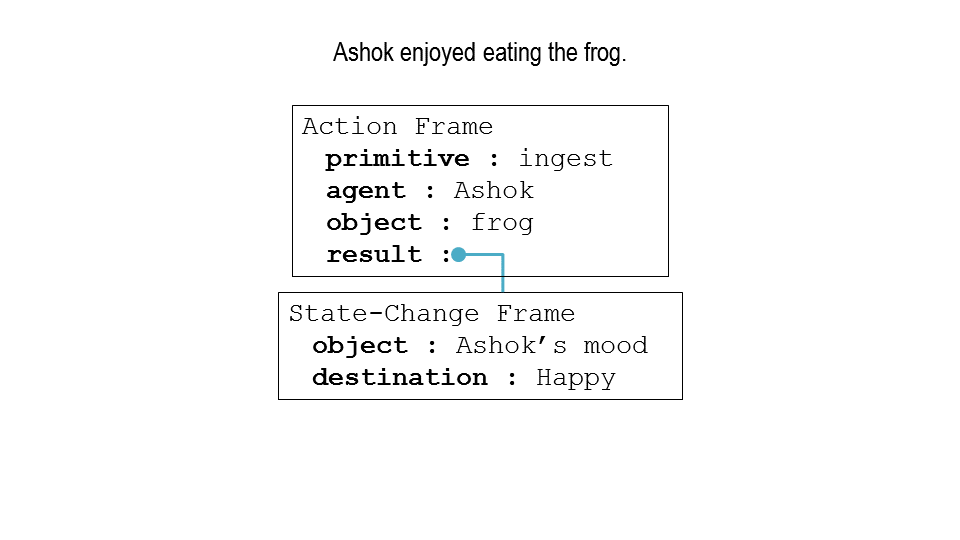 Ashok enjoyed eating the frog.
Action Frame
primitive : ingest
agent : Ashok
object : frog
result :
State-Change Frame
object : Ashok’s mood
destination : Happy